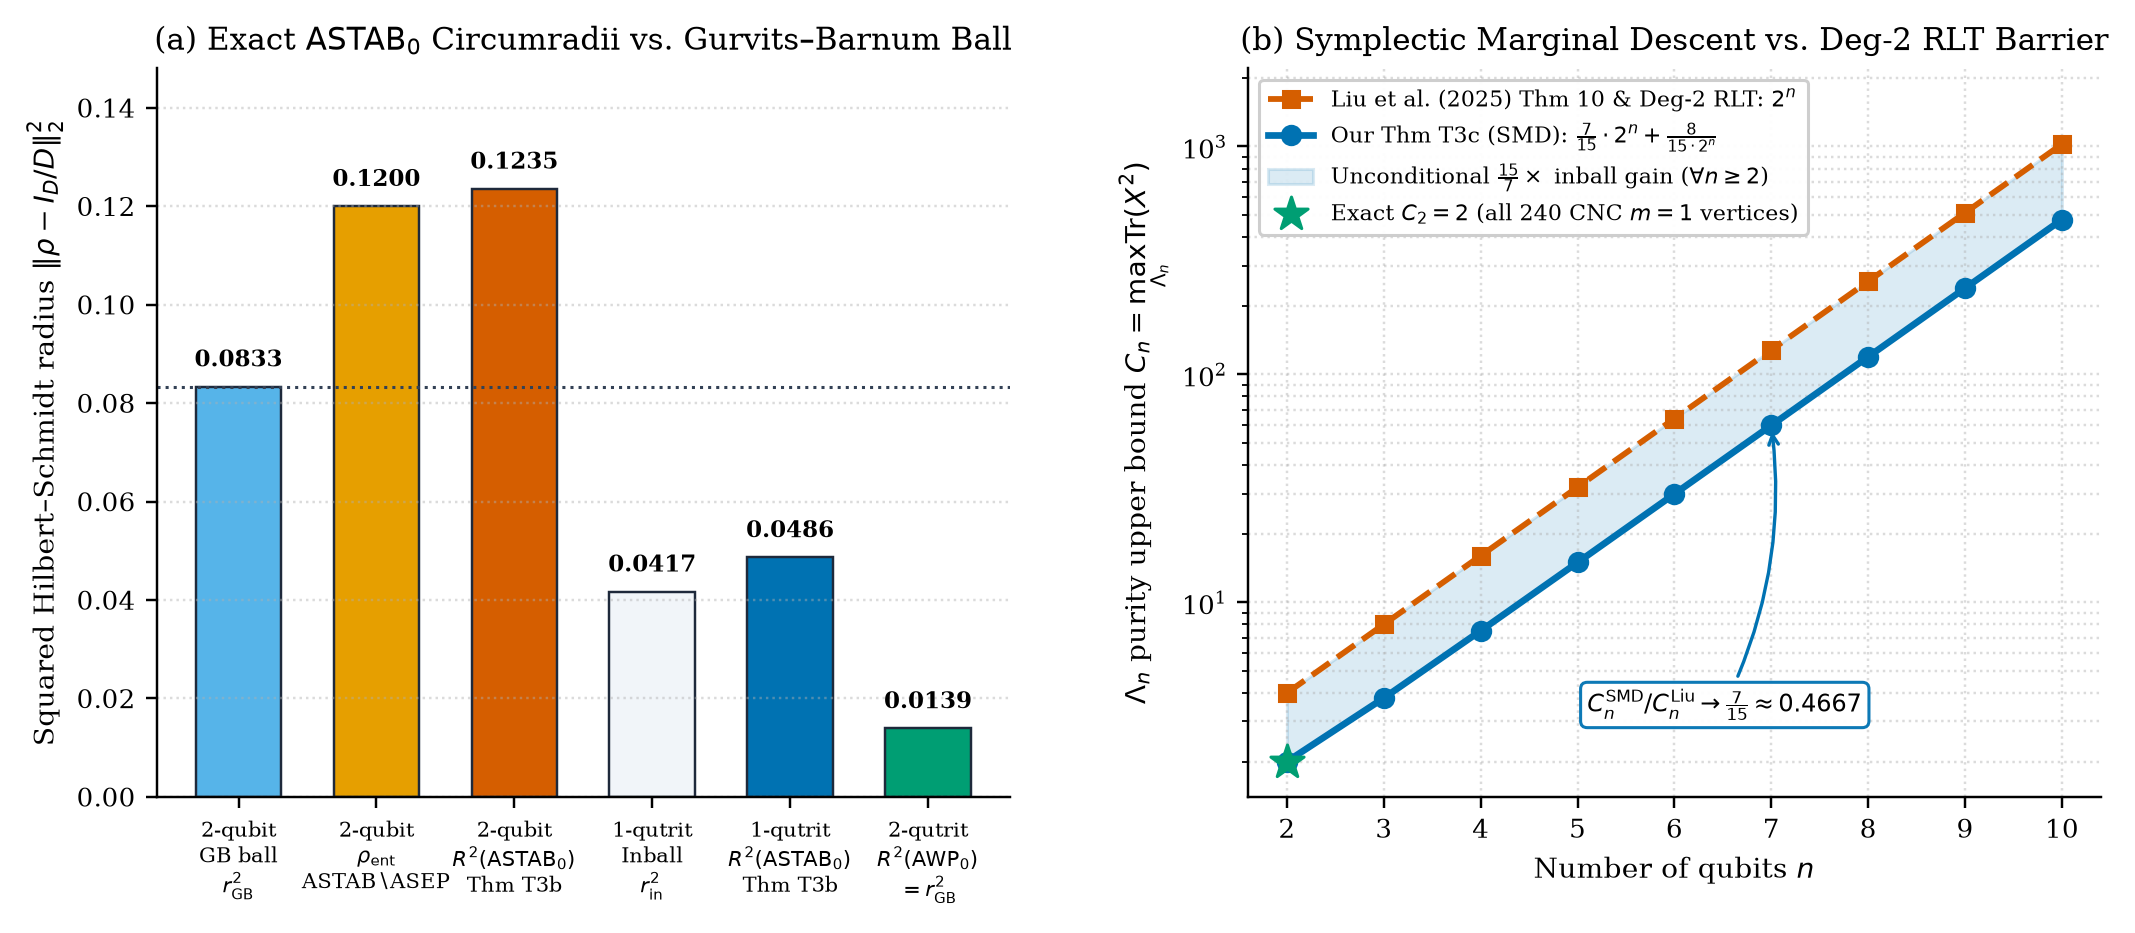 (a) Exact ASTAB₀ Circumradii vs. Gurvits–Barnum Ball
Squared Hilbert–Schmidt radius ‖ρ − I_D/D‖₂²
0.14
0.12
0.10
0.08
0.06
0.04
0.02
0.00
0.0833
0.1200
0.1235
0.0417
0.0486
0.0139
2-qubit
GB ball
r²_GB
2-qubit
ρ_ent
ASTAB\ASEP
2-qubit
R²(ASTAB₀)
Thm T3b
1-qutrit
Inball
r²_in
1-qutrit
R²(ASTAB₀)
Thm T3b
2-qutrit
R²(AWP₀)
= r²_GB
(b) Symplectic Marginal Descent vs. Deg-2 RLT Barrier
Λₙ purity upper bound Cₙ = max_Λₙ Tr(X²)
10³
10²
10¹
Liu et al. (2025) Thm 10 & Deg-2 RLT: 2ⁿ
Our Thm T3c (SMD): 7/15 · 2ⁿ + 8/(15·2ⁿ)
Unconditional 15/7 × inball gain (∀n ≥ 2)
Exact C₂ = 2 (all 240 CNC m = 1 vertices)
Cₙ^SMD/Cₙ^Liu → 7/15 ≈ 0.4667
2 3 4 5 6 7 8 9 10
Number of qubits n